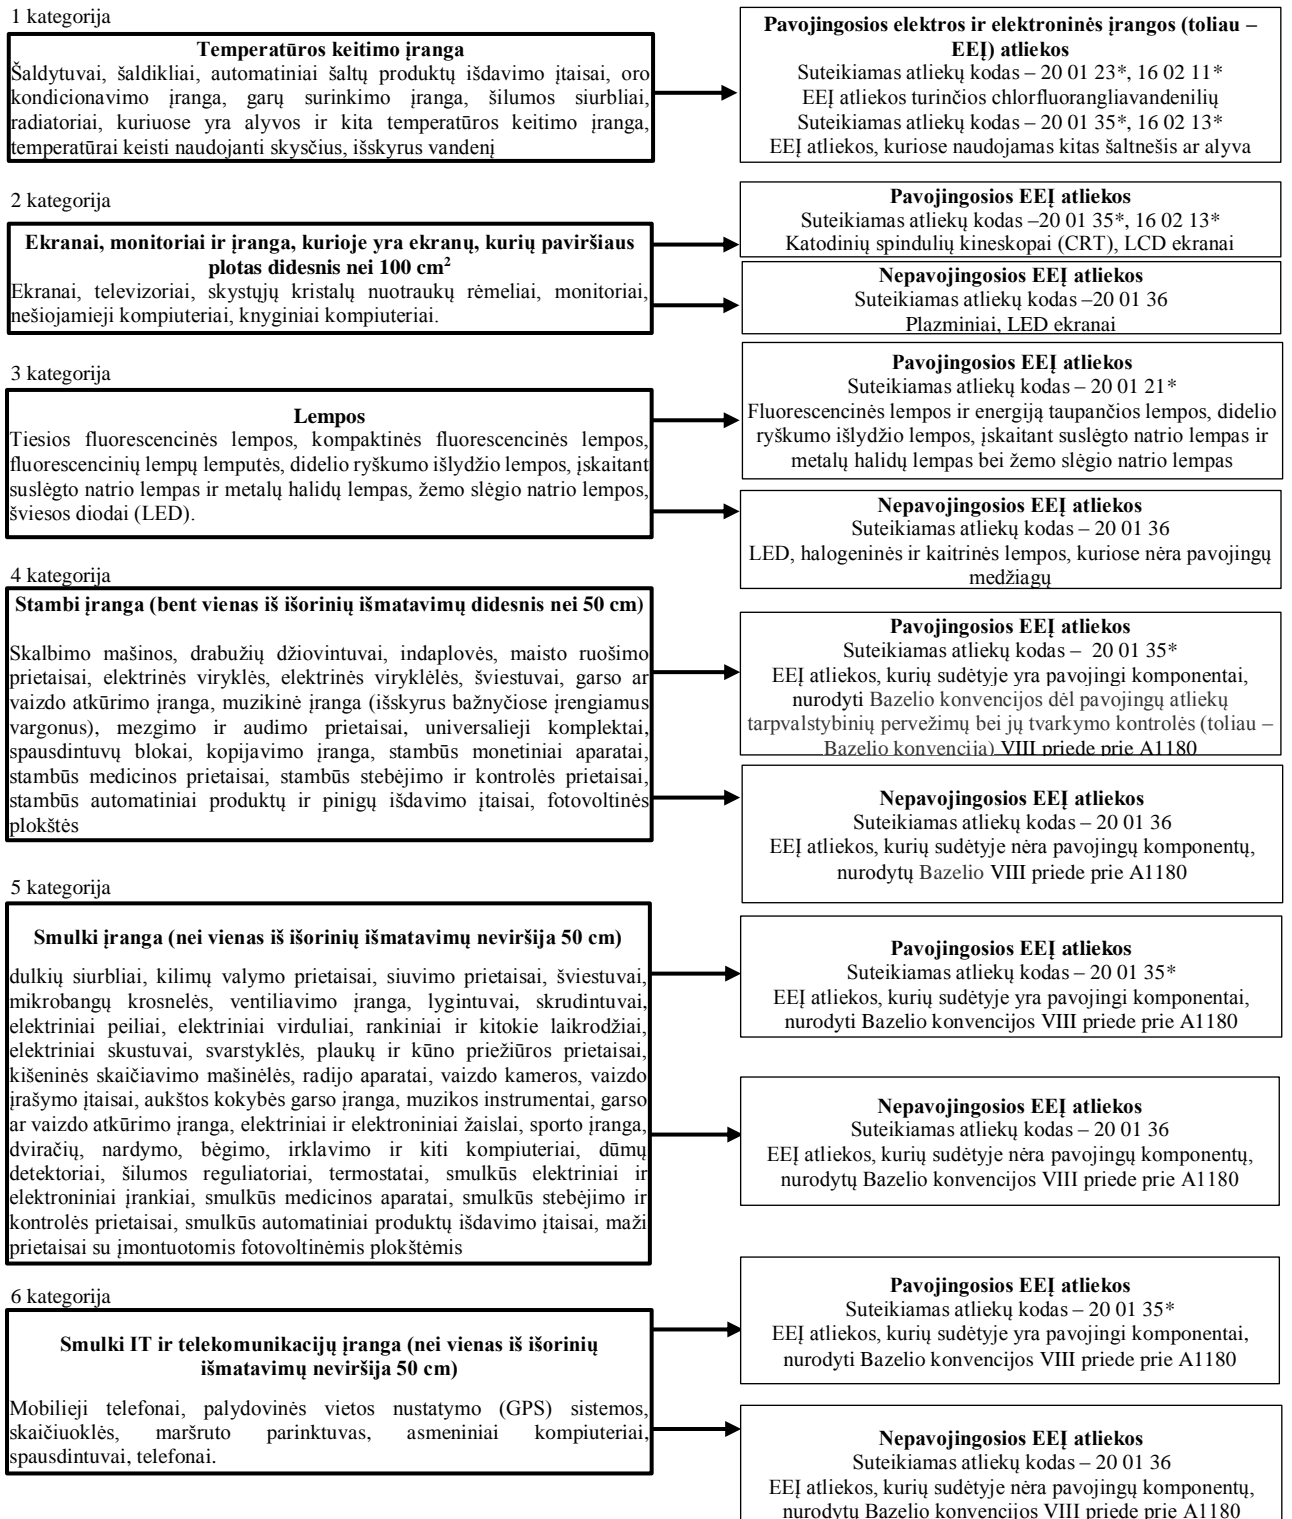 1 kategorija
Temperatūros keitimo įranga
Šaldytuvai, šaldikliai, automatiniai šaltų produktų išdavimo įtaisai, oro
kondicionavimo įranga, garų surinkimo įranga, šilumos siurbliai,
radiatoriai, kuriuose yra alyvos ir kita temperatūros keitimo įranga,
temperatūrai keisti naudojanti skysčius, išskyrus vandenį
Pavojingosios elektros ir elektroninės įrangos (toliau –
EEĮ) atliekos
Suteikiamas atliekų kodas – 20 01 23*, 16 02 11*
EEĮ atliekos turinčios chlorfluorangliavandenilių
Suteikiamas atliekų kodas – 20 01 35*, 16 02 13*
EEĮ atliekos, kuriose naudojamas kitas šaltnešis ar alyva
2 kategorija
Ekranai, monitoriai ir įranga, kurioje yra ekranų, kurių paviršiaus
plotas didesnis nei 100 cm²
Ekranai, televizoriai, skystųjų kristalų nuotraukų rėmeliai, monitoriai,
nešiojamieji kompiuteriai, knyginiai kompiuteriai.
Pavojingosios EEĮ atliekos
Suteikiamas atliekų kodas –20 01 35*, 16 02 13*
Katodinių spindulių kineskopai (CRT), LCD ekranai
Nepavojingosios EEĮ atliekos
Suteikiamas atliekų kodas –20 01 36
Plazminiai, LED ekranai
3 kategorija
Lempos
Tiesios fluorescencinės lempos, kompaktinės fluorescencinės lempos,
fluorescencinių lempų lemputės, didelio ryškumo išlydžio lempos, įskaitant
suslėgto natrio lempas ir metalų halidų lempas, žemo slėgio natrio lempos,
šviesos diodai (LED).
Pavojingosios EEĮ atliekos
Suteikiamas atliekų kodas – 20 01 21*
Fluorescencinės lempos ir energiją taupančios lempos, didelio
ryškumo išlydžio lempos, įskaitant suslėgto natrio lempas ir
metalų halidų lempas bei žemo slėgio natrio lempas
Nepavojingosios EEĮ atliekos
Suteikiamas atliekų kodas – 20 01 36
LED, halogeninės ir kaitrinės lempos, kuriose nėra pavojingų
medžiagų
4 kategorija
Stambi įranga (bent vienas iš išorinių išmatavimų didesnis nei 50 cm)
Skalbimo mašinos, drabužių džiovintuvai, indaplovės, maisto ruošimo
prietaisai, elektrinės viryklės, elektrinės viryklėlės, šviestuvai, garso ar
vaizdo atkūrimo įranga, muzikinė įranga (išskyrus bažnyčiose įrengiamus
vargonus), mezgimo ir audimo prietaisai, universalieji komplektai,
spausdintuvų blokai, kopijavimo įranga, stambūs monetiniai aparatai,
stambūs medicinos prietaisai, stambūs stebėjimo ir kontrolės prietaisai,
stambūs automatiniai produktų ir pinigų išdavimo įtaisai, fotovoltinės
plokštės
Pavojingosios EEĮ atliekos
Suteikiamas atliekų kodas – 20 01 35*
EEĮ atliekos, kurių sudėtyje yra pavojingi komponentai,
nurodyti Bazelio konvencijos dėl pavojingų atliekų
tarpvalstybinių pervežimų bei jų tvarkymo kontrolės (toliau –
Bazelio konvencija) VIII priede prie A1180
Nepavojingosios EEĮ atliekos
Suteikiamas atliekų kodas – 20 01 36
EEĮ atliekos, kurių sudėtyje nėra pavojingų komponentų,
nurodytų Bazelio VIII priede prie A1180
5 kategorija
Smulki įranga (nei vienas iš išorinių išmatavimų neviršija 50 cm)
dulkių siurbliai, kilimų valymo prietaisai, siuvimo prietaisai, šviestuvai,
mikrobangų krosnelės, ventiliavimo įranga, lygintuvai, skrudintuvai,
elektriniai peiliai, elektriniai virduliai, rankiniai ir kitokie laikrodžiai,
elektriniai skustuvai, svarstyklės, plaukų ir kūno priežiūros prietaisai,
kišeninės skaičiavimo mašinėlės, radijo aparatai, vaizdo kameros, vaizdo
įrašymo įtaisai, aukštos kokybės garso įranga, muzikos instrumentai, garso
ar vaizdo atkūrimo įranga, elektriniai ir elektroniniai žaislai, sporto įranga,
dviračių, nardymo, bėgimo, irklavimo ir kiti kompiuteriai, dūmų
detektoriai, šilumos reguliatoriai, termostatai, smulkūs elektriniai ir
elektroniniai įrankiai, smulkūs medicinos aparatai, smulkūs stebėjimo ir
kontrolės prietaisai, smulkūs automatiniai produktų išdavimo įtaisai, maži
prietaisai su įmontuotomis fotovoltinėmis plokštėmis
Pavojingosios EEĮ atliekos
Suteikiamas atliekų kodas – 20 01 35*
EEĮ atliekos, kurių sudėtyje yra pavojingi komponentai,
nurodyti Bazelio konvencijos VIII priede prie A1180
Nepavojingosios EEĮ atliekos
Suteikiamas atliekų kodas – 20 01 36
EEĮ atliekos, kurių sudėtyje nėra pavojingų komponentų,
nurodytų Bazelio konvencijos VIII priede prie A1180
6 kategorija
Smulki IT ir telekomunikacijų įranga (nei vienas iš išorinių
išmatavimų neviršija 50 cm)
Mobilieji telefonai, palydovinės vietos nustatymo (GPS) sistemos,
skaičiuoklės, maršruto parinktuvas, asmeniniai kompiuteriai,
spausdintuvai, telefonai.
Pavojingosios EEĮ atliekos
Suteikiamas atliekų kodas – 20 01 35*
EEĮ atliekos, kurių sudėtyje yra pavojingi komponentai,
nurodyti Bazelio konvencijos VIII priede prie A1180
Nepavojingosios EEĮ atliekos
Suteikiamas atliekų kodas – 20 01 36
EEĮ atliekos, kurių sudėtyje nėra pavojingų komponentų,
nurodytų Bazelio konvencijos VIII priede prie A1180